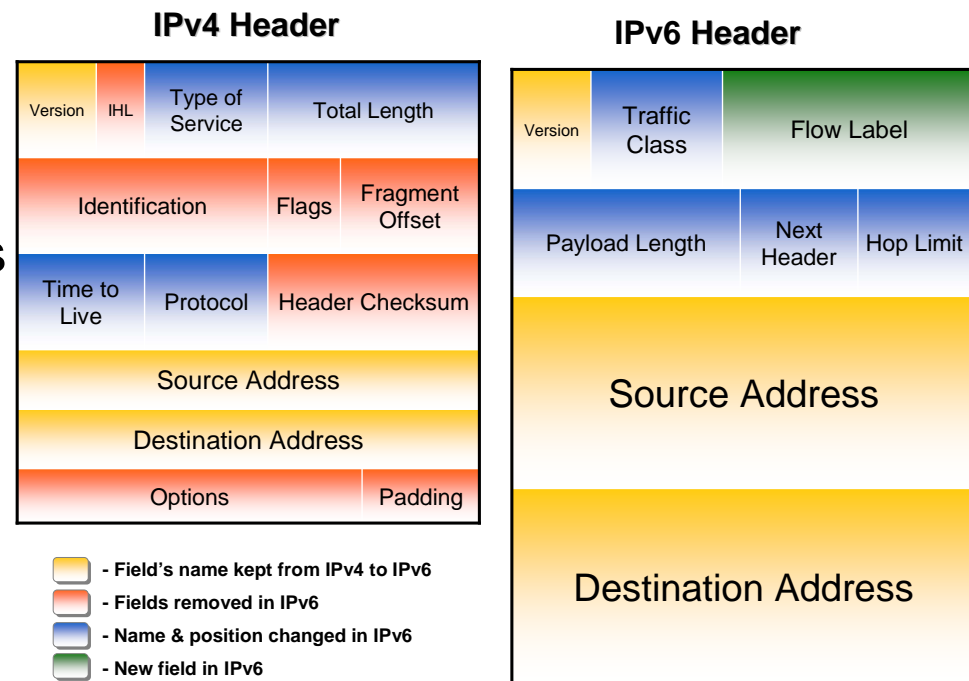 IPv4 Header
Version IHL Type of Service Total Length
Identification Flags Fragment Offset
Time to Live Protocol Header Checksum
Source Address
Destination Address
Options Padding
IPv6 Header
Version Traffic Class Flow Label
Payload Length Next Header Hop Limit
Source Address
Destination Address
- Field's name kept from IPv4 to IPv6
- Fields removed in IPv6
- Name & position changed in IPv6
- New field in IPv6
s